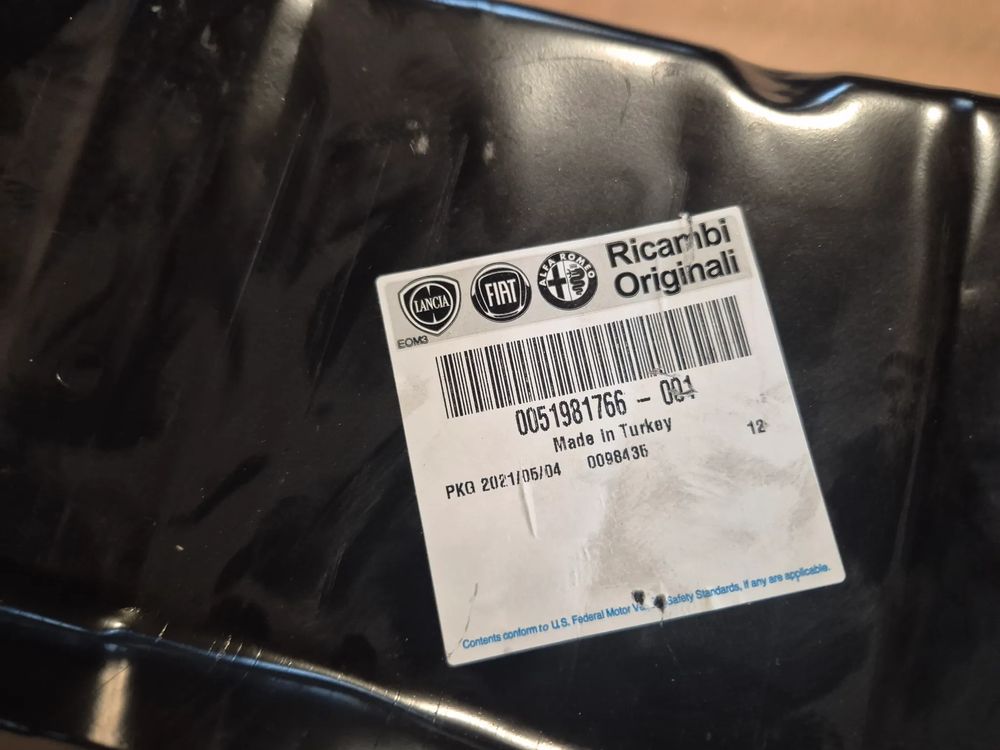 LANCIA
FIAT
ALFA ROMEO
Ricambi
Originali
EOM3
0051981766 - 001
Made In Turkey
12
PKG 2021/05/04 0098436
Contents conform to U.S. Federal Motor Safety Standards, if any are applicable.